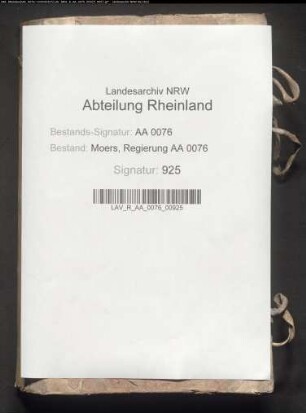 Landesarchiv NRW
Abteilung Rheinland
Bestands-Signatur: AA 0076
Bestand: Moers, Regierung AA 0076
Signatur: 925
LAV_R_AA_0076_00925